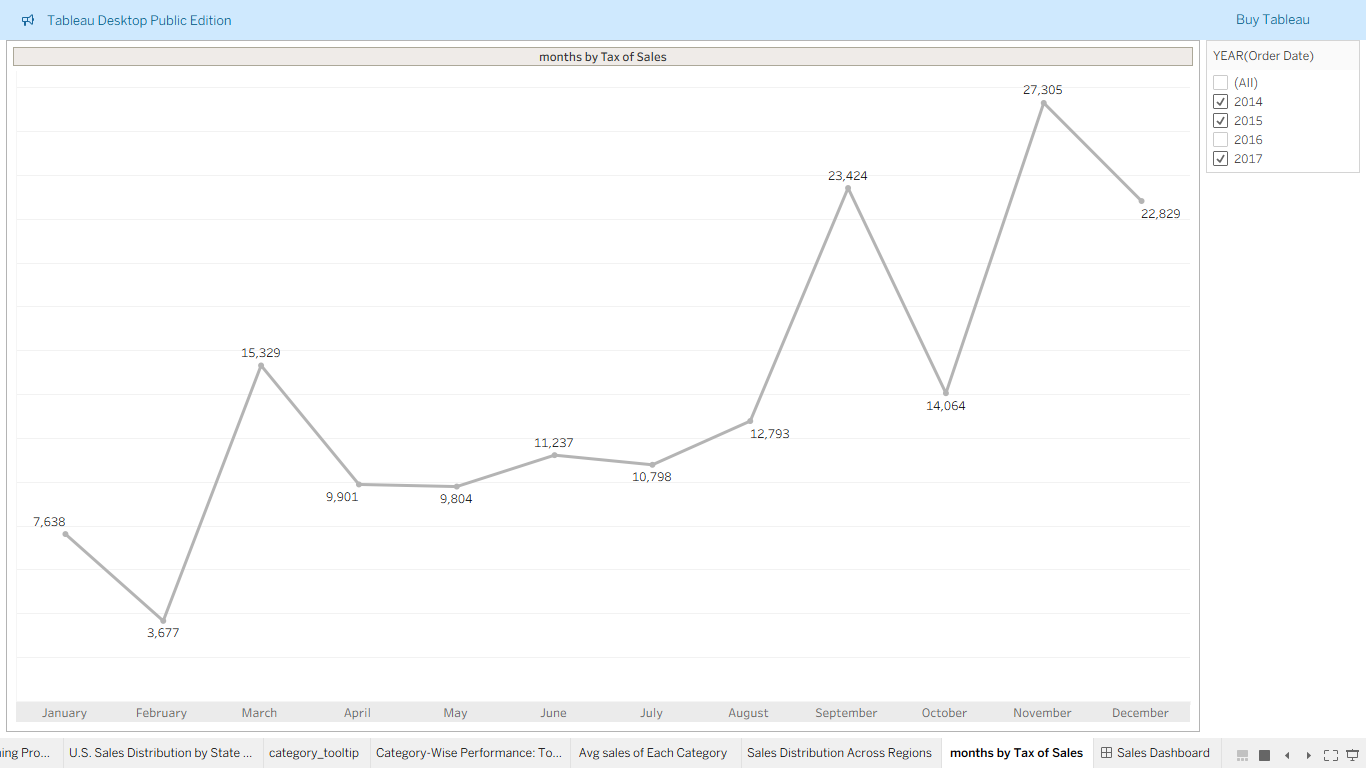 Tableau Desktop Public Edition
Buy Tableau
months by Tax of Sales
YEAR(Order Date)
(All)
2014
2015
2016
2017
27,305
23,424
22,829
15,329
14,064
12,793
11,237
10,798
9,901
9,804
7,638
3,677
January February March April May June July August September October November December
ning Pro... U.S. Sales Distribution by State ... category_tooltip Category-Wise Performance: To... Avg sales of Each Category Sales Distribution Across Regions months by Tax of Sales Sales Dashboard